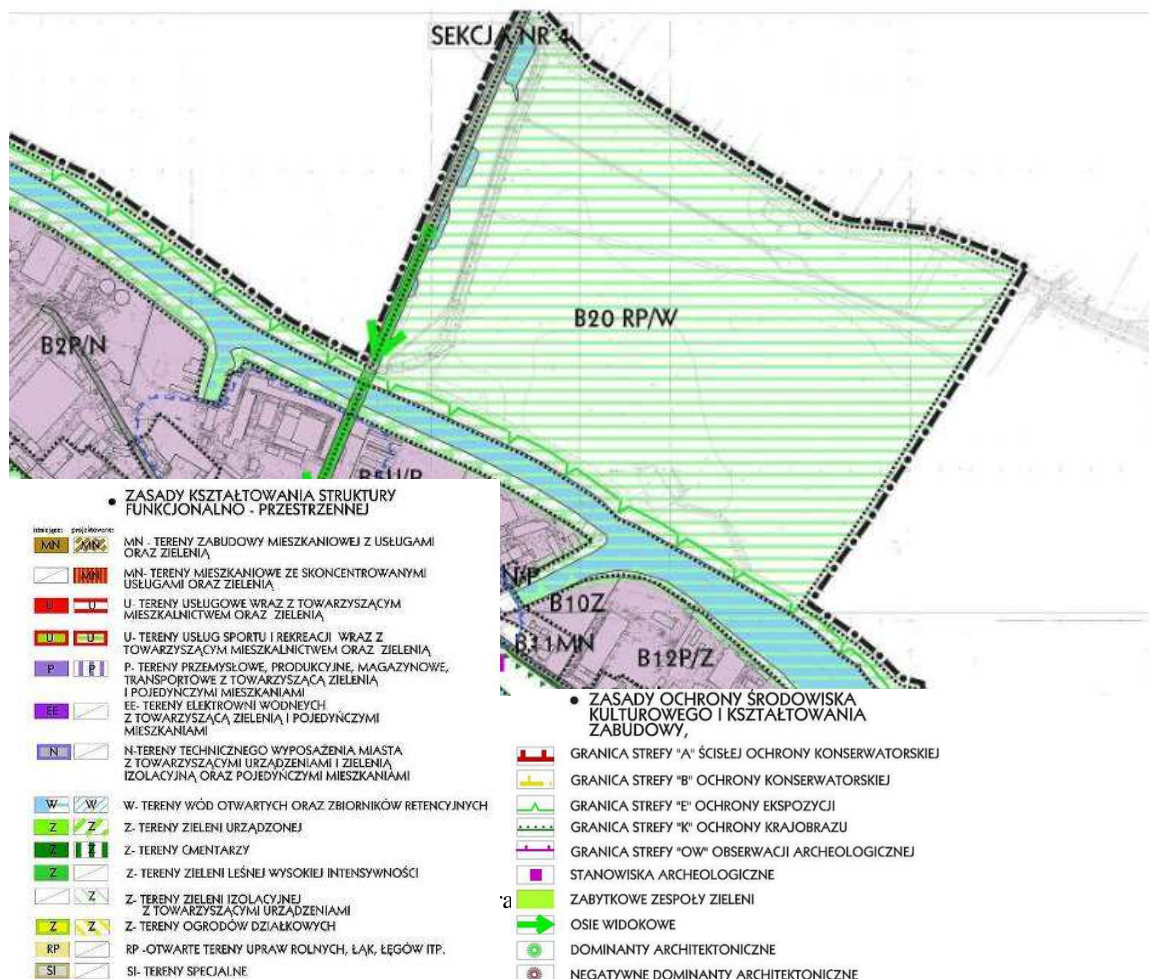 SEKCJA NR 4
B20 RP/W
B2P/N
B5U/P
B10Z
B11MN
B12P/Z
• ZASADY KSZTAŁTOWANIA STRUKTURY
FUNKCJONALNO - PRZESTRZENNEJ
istniejące: projektowane:
MN MN MN - TERENY ZABUDOWY MIESZKANIOWEJ Z USŁUGAMI
ORAZ ZIELENIĄ
MN MN- TERENY MIESZKANIOWE ZE SKONCENTROWANYMI
USŁUGAMI ORAZ ZIELENIĄ
U U U- TERENY USŁUGOWE WRAZ Z TOWARZYSZĄCYM
MIESZKALNICTWEM ORAZ ZIELENIĄ
U U U- TERENY USŁUG SPORTU I REKREACJI WRAZ Z
TOWARZYSZĄCYM MIESZKALNICTWEM ORAZ ZIELENIĄ
P P P- TERENY PRZEMYSŁOWE, PRODUKCYJNE, MAGAZYNOWE,
TRANSPORTOWE Z TOWARZYSZĄCĄ ZIELENIĄ
I POJEDYŃCZYMI MIESZKANIAMI
EE EE- TERENY ELEKTROWNI WODNYCH
Z TOWARZYSZĄCĄ ZIELENIĄ I POJEDYŃCZYMI
MIESZKANIAMI
N N-TERENY TECHNICZNEGO WYPOSAŻENIA MIASTA
Z TOWARZYSZĄCYMI URZĄDZENIAMI I ZIELENIĄ
IZOLACYJNĄ ORAZ POJEDYŃCZYMI MIESZKANIAMI
W W W- TERENY WÓD OTWARTYCH ORAZ ZBIORNIKÓW RETENCYJNYCH
Z Z Z- TERENY ZIELENI URZĄDZONEJ
Z Z Z- TERENY CMENTARZY
Z Z- TERENY ZIELENI LEŚNEJ WYSOKIEJ INTENSYWNOŚCI
Z Z- TERENY ZIELENI IZOLACYJNEJ
Z TOWARZYSZĄCYMI URZĄDZENIAMI
Z Z Z- TERENY OGRODÓW DZIAŁKOWYCH
RP RP -OTWARTE TERENY UPRAW ROLNYCH, ŁĄK, ŁĘGÓW ITP.
SI SI- TERENY SPECJALNE
• ZASADY OCHRONY ŚRODOWISKA
KULTUROWEGO I KSZTAŁTOWANIA
ZABUDOWY,
GRANICA STREFY "A" ŚCISŁEJ OCHRONY KONSERWATORSKIEJ
GRANICA STREFY "B" OCHRONY KONSERWATORSKIEJ
GRANICA STREFY "E" OCHRONY EKSPOZYCJI
GRANICA STREFY "K" OCHRONY KRAJOBRAZU
GRANICA STREFY "OW" OBSERWACJI ARCHEOLOGICZNEJ
STANOWISKA ARCHEOLOGICZNE
ZABYTKOWE ZESPOŁY ZIELENI
OSIE WIDOKOWE
DOMINANTY ARCHITEKTONICZNE
NEGATYWNE DOMINANTY ARCHITEKTONICZNE